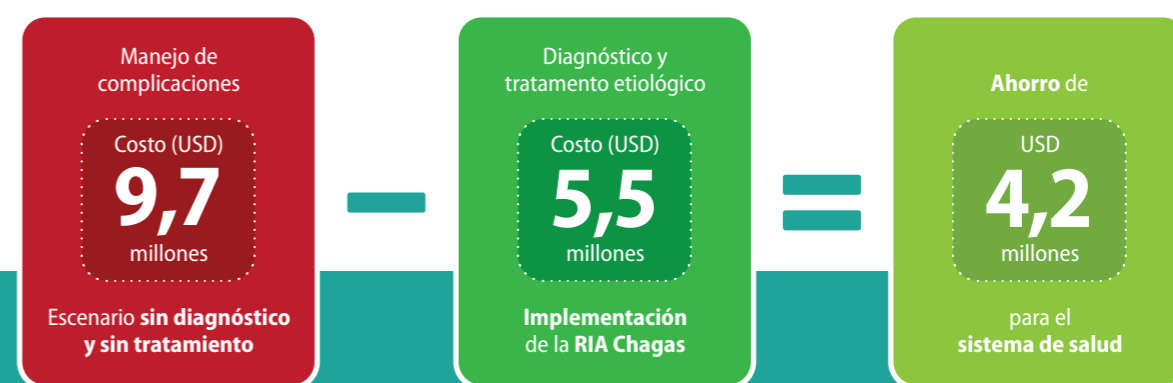 Manejo de
complicaciones
Costo (USD)
9,7
millones
Escenario sin diagnóstico
y sin tratamiento
Diagnóstico y
tratamento etiológico
Costo (USD)
5,5
millones
Implementación
de la RIA Chagas
Ahorro de
USD
4,2
millones
para el
sistema de salud